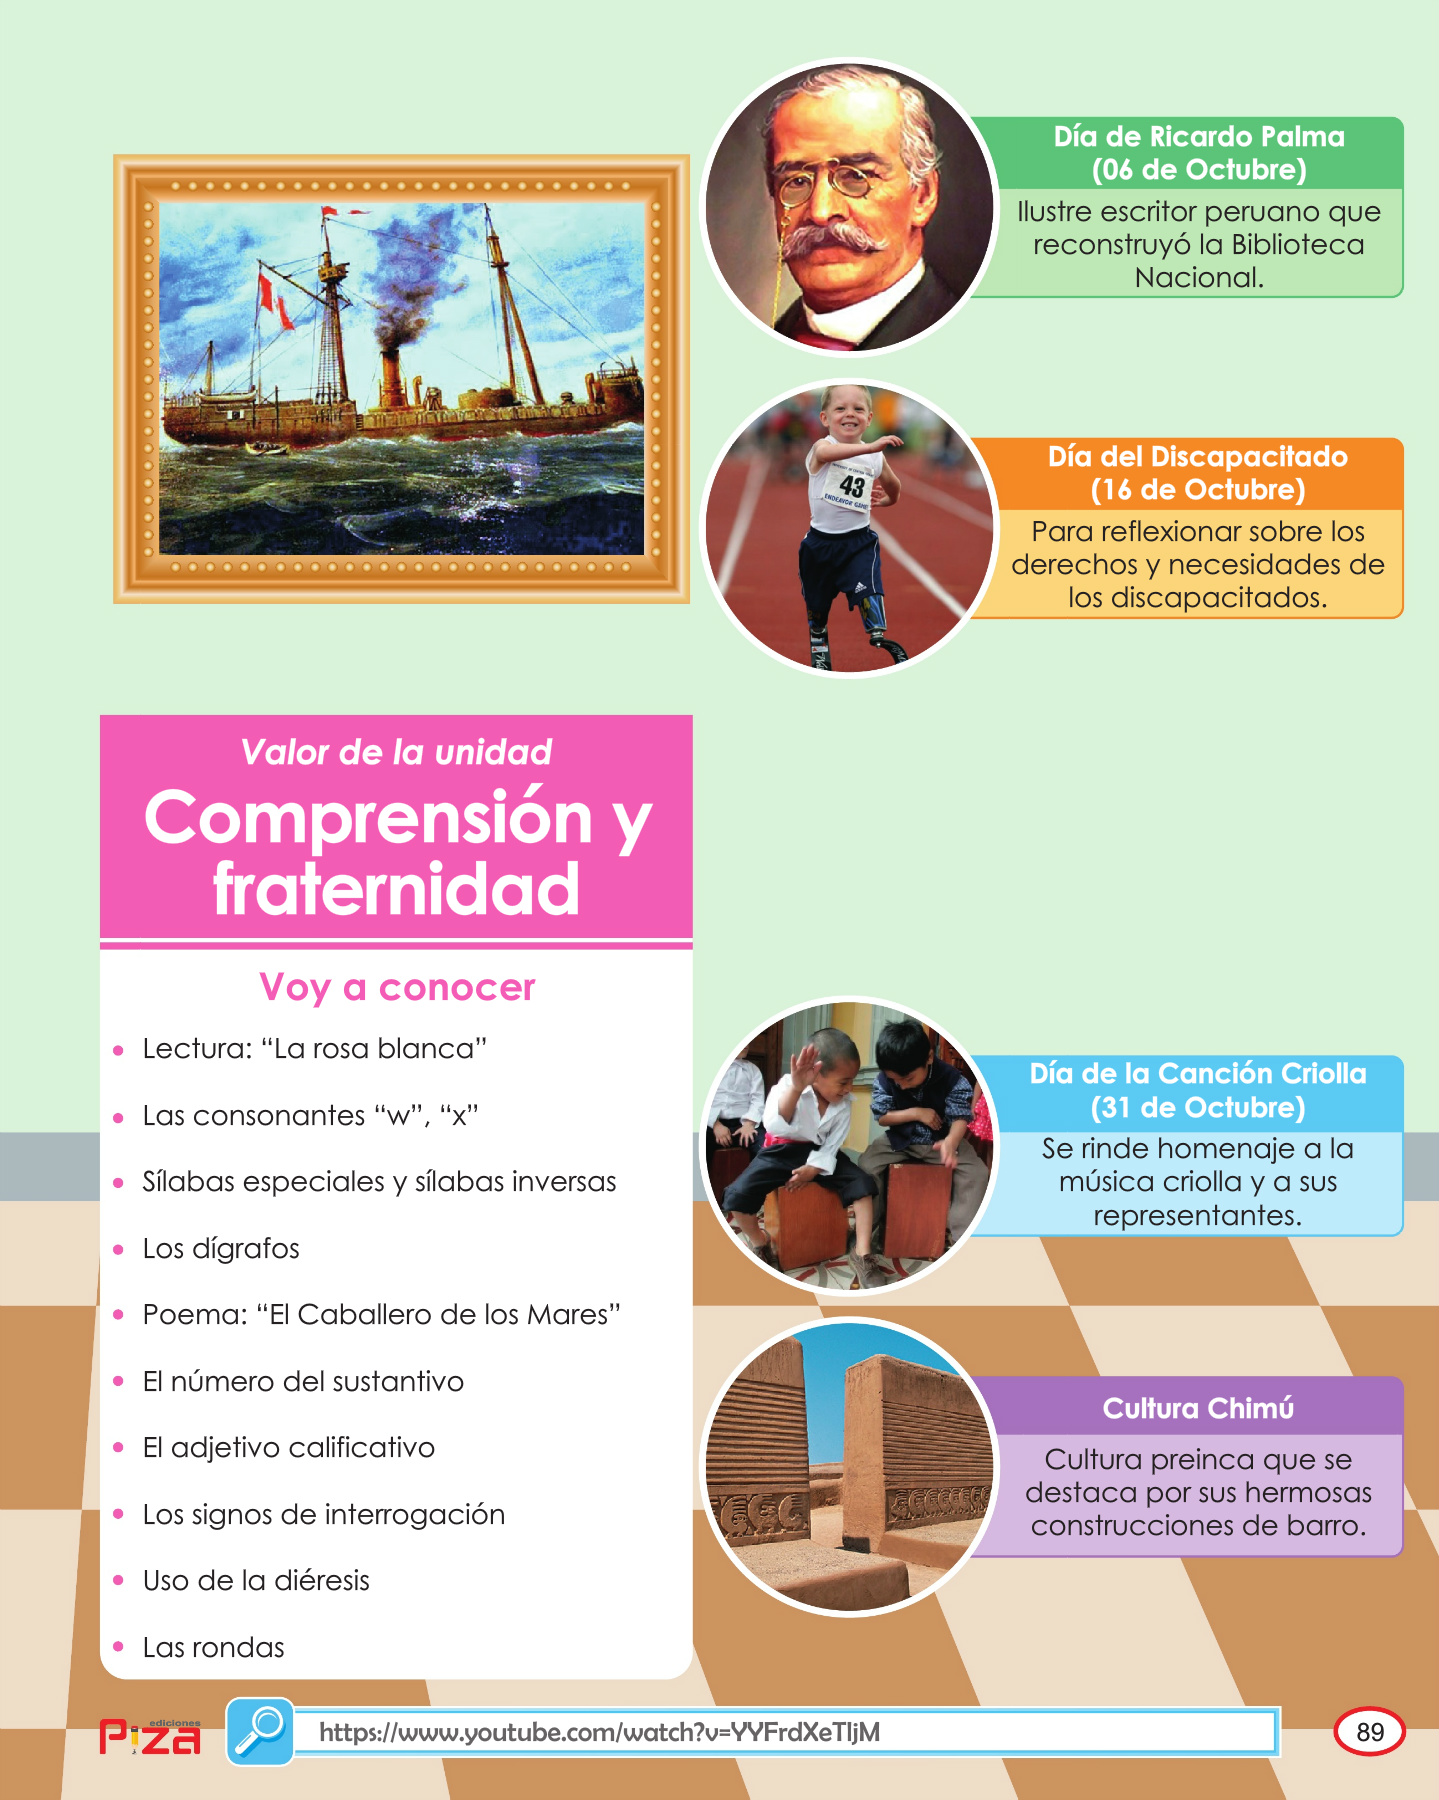 Día de Ricardo Palma
(06 de Octubre)
Ilustre escritor peruano que
reconstruyó la Biblioteca
Nacional.
43
Día del Discapacitado
(16 de Octubre)
Para reflexionar sobre los
derechos y necesidades de
los discapacitados.
Valor de la unidad
Comprensión y
fraternidad
Voy a conocer
• Lectura: “La rosa blanca”
• Las consonantes “w”, “x”
• Sílabas especiales y sílabas inversas
• Los dígrafos
• Poema: “El Caballero de los Mares”
• El número del sustantivo
• El adjetivo calificativo
• Los signos de interrogación
• Uso de la diéresis
• Las rondas
Día de la Canción Criolla
(31 de Octubre)
Se rinde homenaje a la
música criolla y a sus
representantes.
Cultura Chimú
Cultura preinca que se
destaca por sus hermosas
construcciones de barro.
ediciones
Piza
https://www.youtube.com/watch?v=YYFrdXeTljM
89